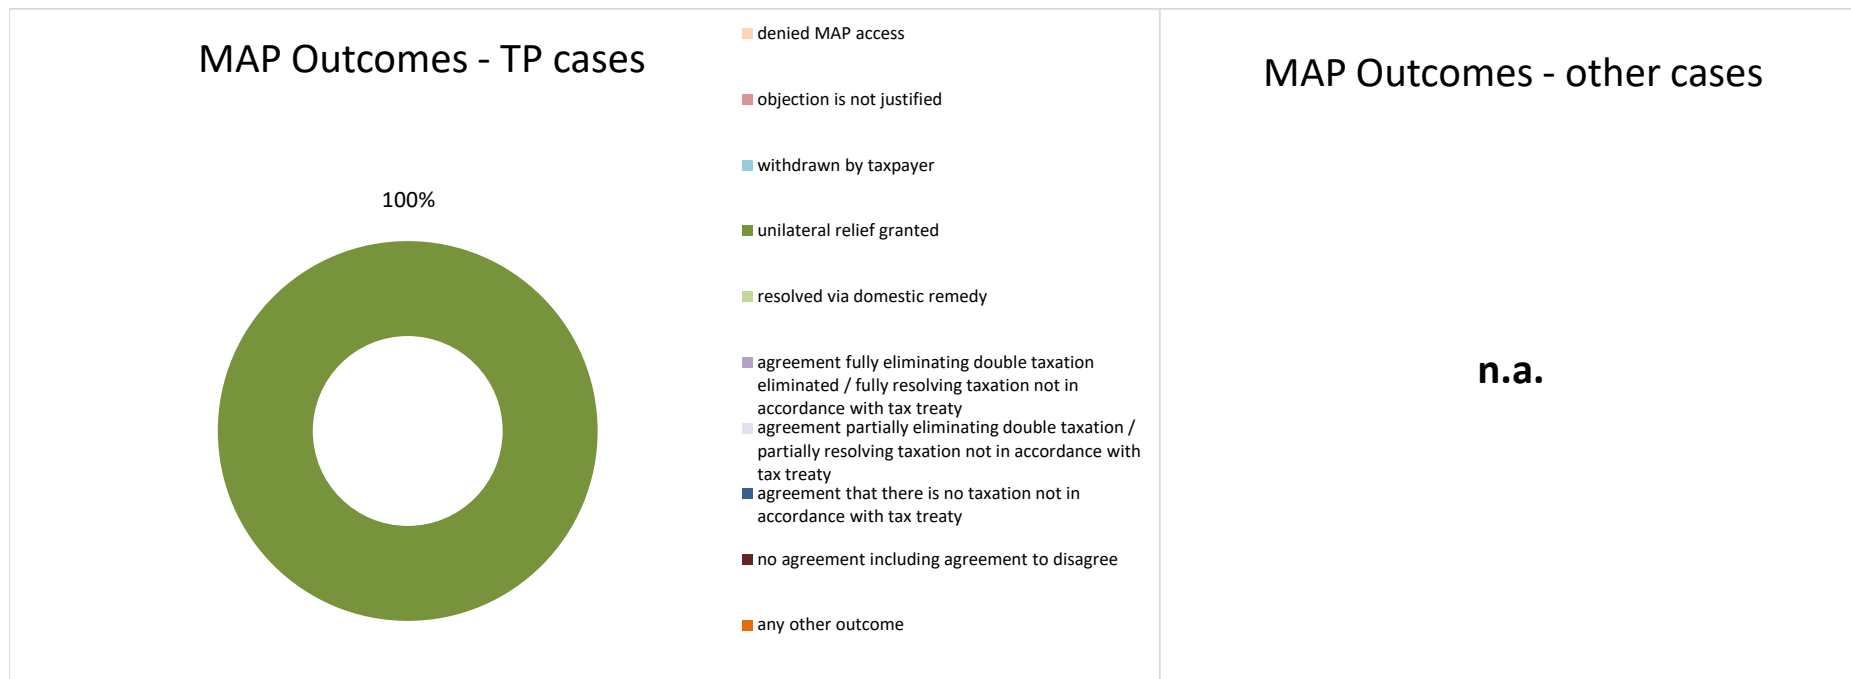 MAP Outcomes - TP cases
100%
denied MAP access
objection is not justified
withdrawn by taxpayer
unilateral relief granted
resolved via domestic remedy
agreement fully eliminating double taxation
eliminated / fully resolving taxation not in
accordance with tax treaty
agreement partially eliminating double taxation /
partially resolving taxation not in accordance with
tax treaty
agreement that there is no taxation not in
accordance with tax treaty
no agreement including agreement to disagree
any other outcome
MAP Outcomes - other cases
n.a.